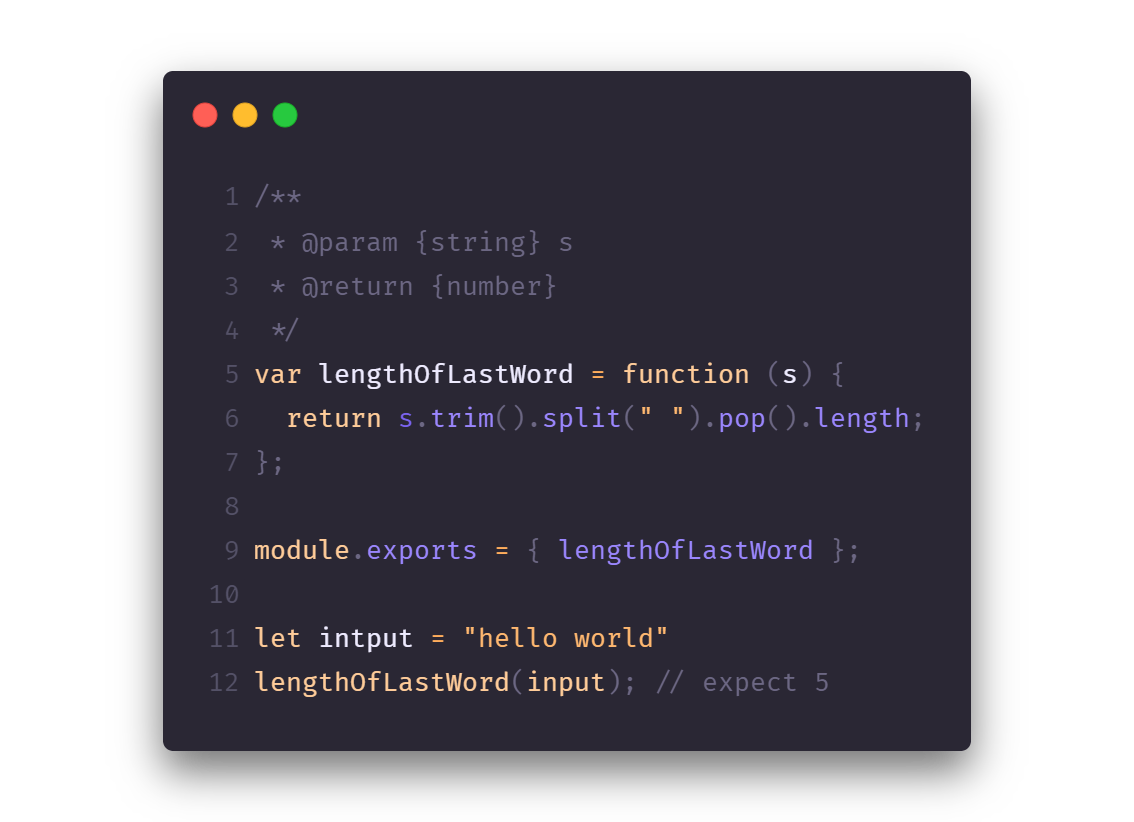 1 /**
2  * @param {string} s
3  * @return {number}
4  */
5 var lengthOfLastWord = function (s) {
6   return s.trim().split(" ").pop().length;
7 };
8
9 module.exports = { lengthOfLastWord };
10
11 let intput = "hello world"
12 lengthOfLastWord(input); // expect 5